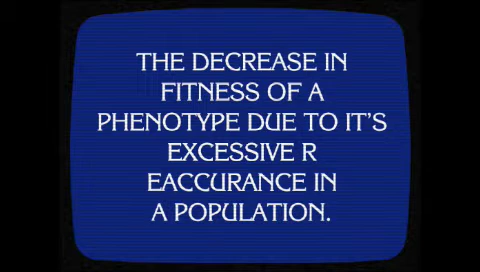 THE DECREASE IN
FITNESS OF A
PHENOTYPE DUE TO IT'S
EXCESSIVE R
EACCURANCE IN
A POPULATION.